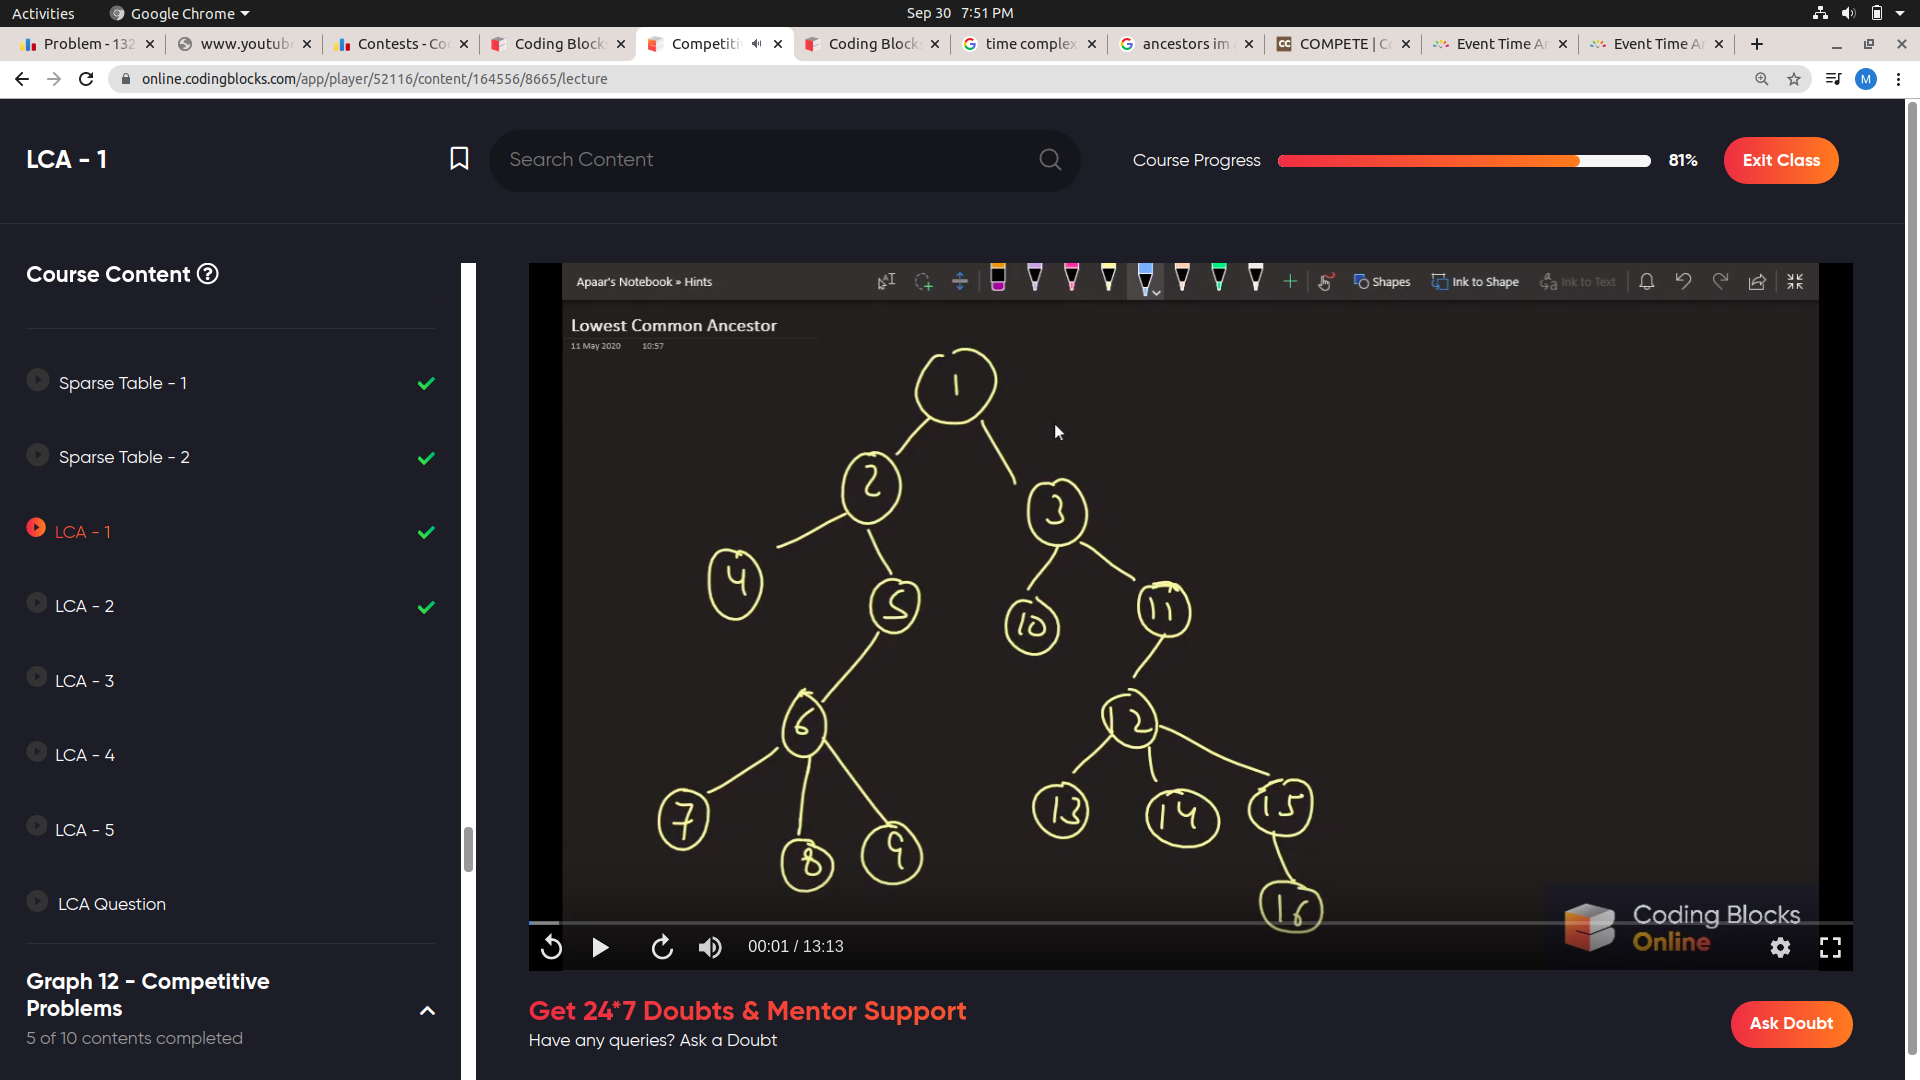 Activities
Google Chrome
Sep 30 7:51 PM
Problem - 132
www.youtub
Contests - Co
Coding Block
Competiti
Coding Block
time complex
ancestors im
COMPETE | C
Event Time A
Event Time A
online.codingblocks.com/app/player/52116/content/164556/8665/lecture
M
LCA - 1
Search Content
Course Progress
81%
Exit Class
Course Content ?
Sparse Table - 1
Sparse Table - 2
LCA - 1
LCA - 2
LCA - 3
LCA - 4
LCA - 5
LCA Question
Graph 12 - Competitive
Problems
5 of 10 contents completed
Apaar's Notebook » Hints
Shapes
Ink to Shape
Ink to Text
Lowest Common Ancestor
11 May 2020 10:57
1
2
3
4
5
10
11
6
12
7
8
9
13
14
15
16
Coding Blocks
Online
00:01 / 13:13
Get 24*7 Doubts & Mentor Support
Have any queries? Ask a Doubt
Ask Doubt